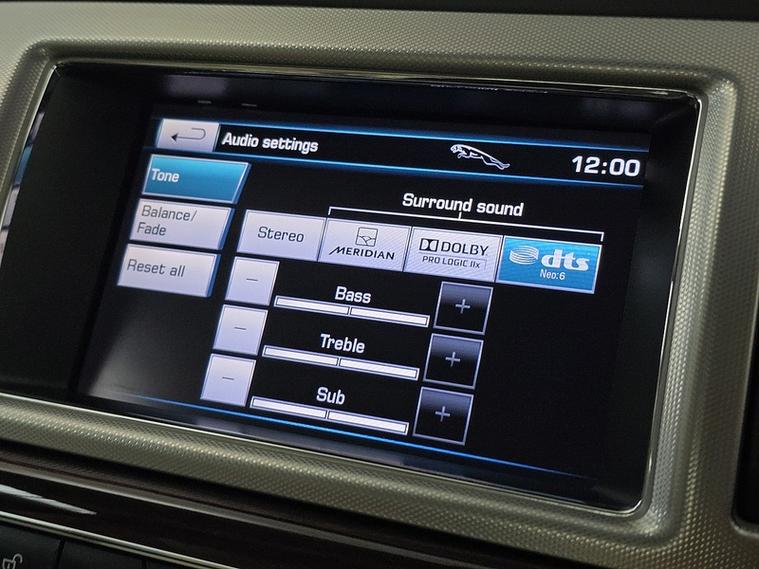 Audio settings
12:00
Tone
Surround sound
Balance/
Fade
Stereo
MERIDIAN
DOLBY
PRO LOGIC IIx
dts
Neo:6
Reset all
− Bass +
− Treble +
− Sub +